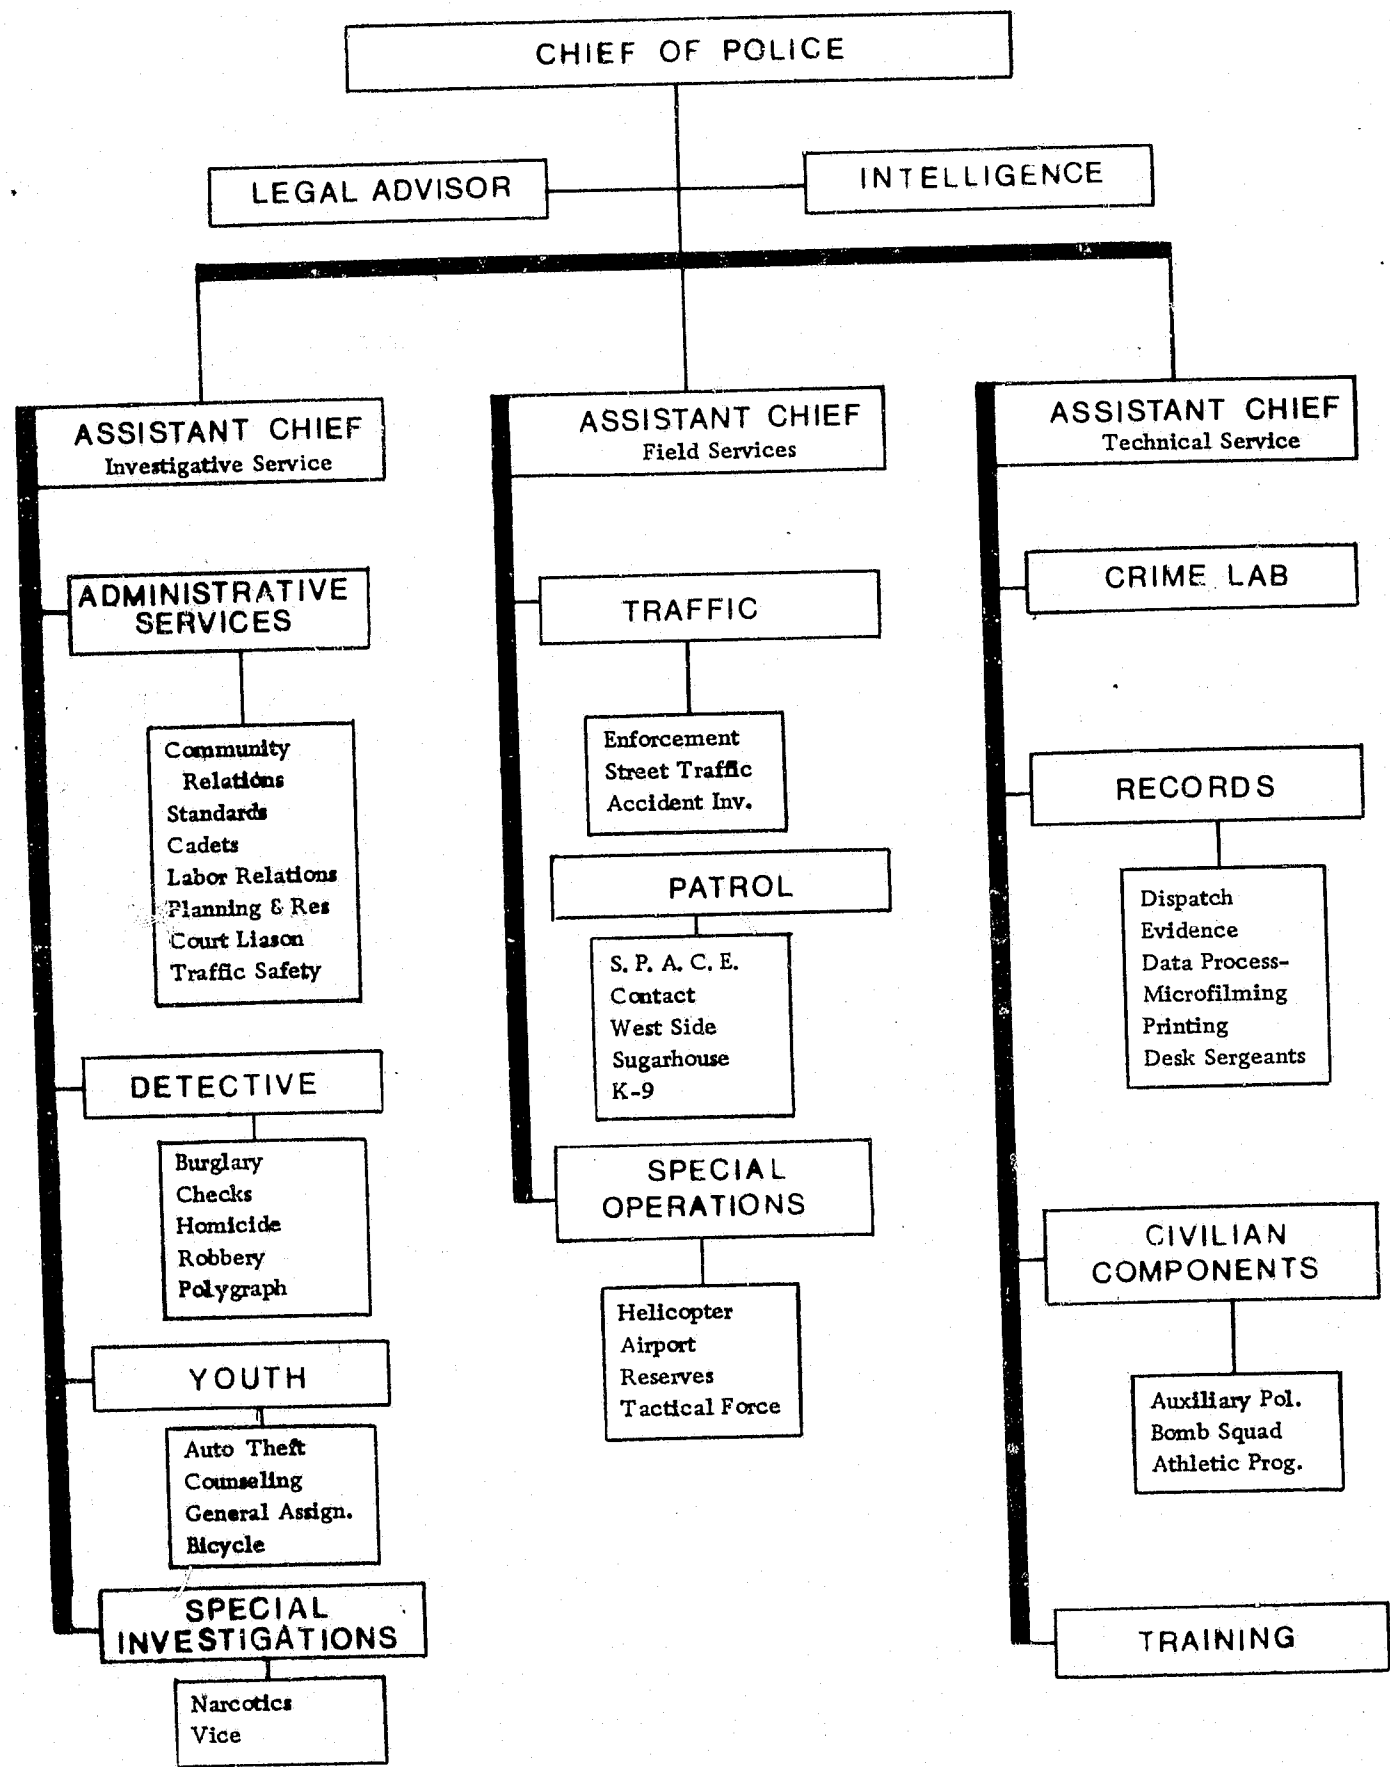 CHIEF OF POLICE
LEGAL ADVISOR
INTELLIGENCE
ASSISTANT CHIEF
Investigative Service
ADMINISTRATIVE
SERVICES
Community
Relations
Standards
Cadets
Labor Relations
Planning & Res
Court Liason
Traffic Safety
DETECTIVE
Burglary
Checks
Homicide
Robbery
Polygraph
YOUTH
Auto Theft
Counseling
General Assign.
Bicycle
SPECIAL
INVESTIGATIONS
Narcotics
Vice
ASSISTANT CHIEF
Field Services
TRAFFIC
Enforcement
Street Traffic
Accident Inv.
PATROL
S. P. A. C. E.
Contact
West Side
Sugarhouse
K-9
SPECIAL
OPERATIONS
Helicopter
Airport
Reserves
Tactical Force
ASSISTANT CHIEF
Technical Service
CRIME LAB
RECORDS
Dispatch
Evidence
Data Process-
Microfilming
Printing
Desk Sergeants
CIVILIAN
COMPONENTS
Auxiliary Pol.
Bomb Squad
Athletic Prog.
TRAINING